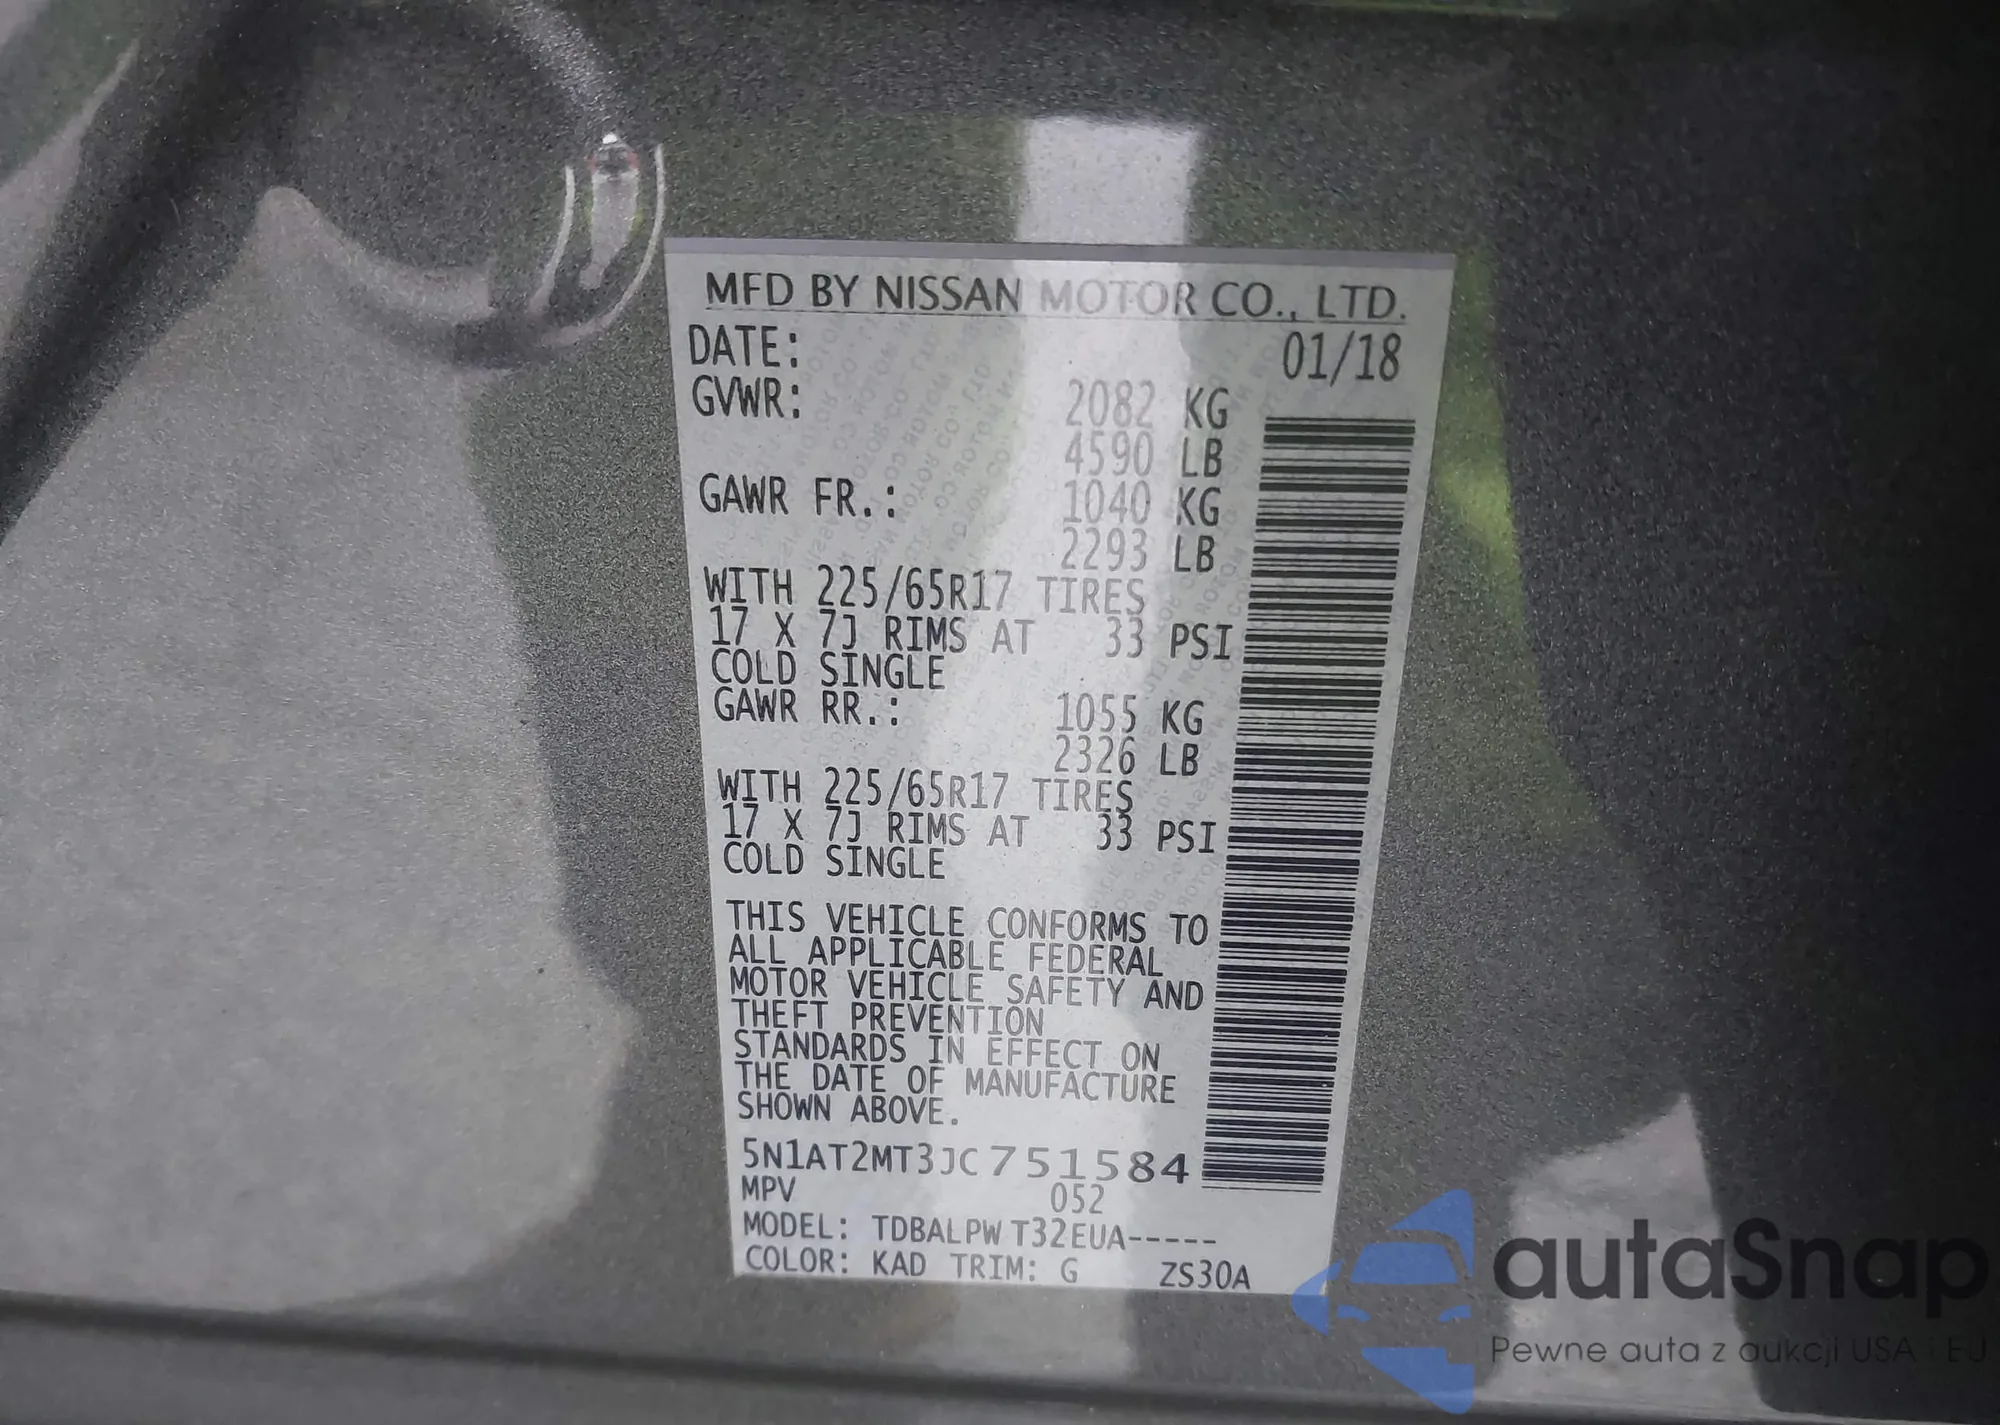 MFD BY NISSAN MOTOR CO., LTD.
DATE: 01/18
GVWR: 2082 KG
4590 LB
GAWR FR.: 1040 KG
2293 LB
WITH 225/65R17 TIRES
17 X 7J RIMS AT 33 PSI
COLD SINGLE
GAWR RR.: 1055 KG
2326 LB
WITH 225/65R17 TIRES
17 X 7J RIMS AT 33 PSI
COLD SINGLE
THIS VEHICLE CONFORMS TO
ALL APPLICABLE FEDERAL
MOTOR VEHICLE SAFETY AND
THEFT PREVENTION
STANDARDS IN EFFECT ON
THE DATE OF MANUFACTURE
SHOWN ABOVE.
5N1AT2MT3JC751584
MPV 052
MODEL: TDBALPW T32EUA-----
COLOR: KAD TRIM: G ZS30A
autaSnap
Pewne auta z aukcji USA i EU